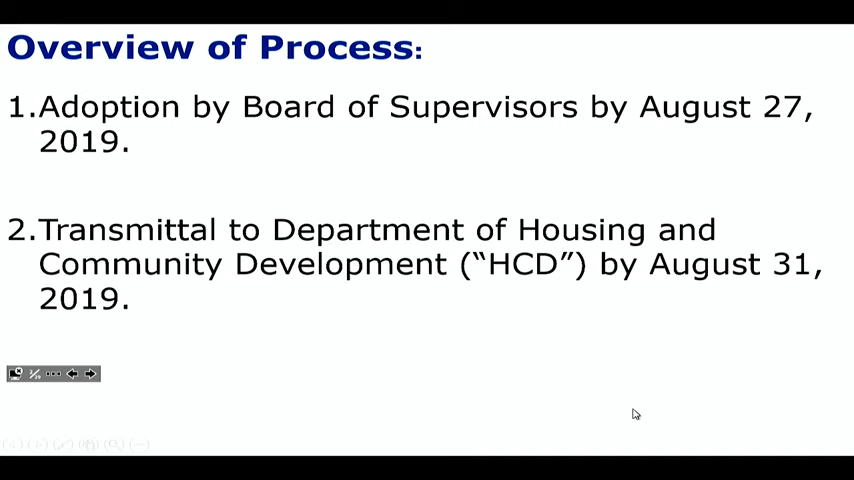 Overview of Process:
1.Adoption by Board of Supervisors by August 27,
2019.
2.Transmittal to Department of Housing and
Community Development (“HCD”) by August 31,
2019.